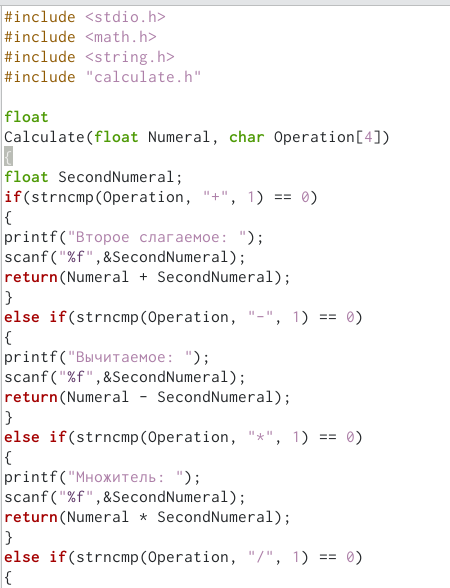 #include <stdio.h>
#include <math.h>
#include <string.h>
#include "calculate.h"
float
Calculate(float Numeral, char Operation[4])
{
float SecondNumeral;
if(strncmp(Operation, "+", 1) == 0)
{
printf("Второе слагаемое: ");
scanf("%f",&SecondNumeral);
return(Numeral + SecondNumeral);
}
else if(strncmp(Operation, "-", 1) == 0)
{
printf("Вычитаемое: ");
scanf("%f",&SecondNumeral);
return(Numeral - SecondNumeral);
}
else if(strncmp(Operation, "*", 1) == 0)
{
printf("Множитель: ");
scanf("%f",&SecondNumeral);
return(Numeral * SecondNumeral);
}
else if(strncmp(Operation, "/", 1) == 0)
{